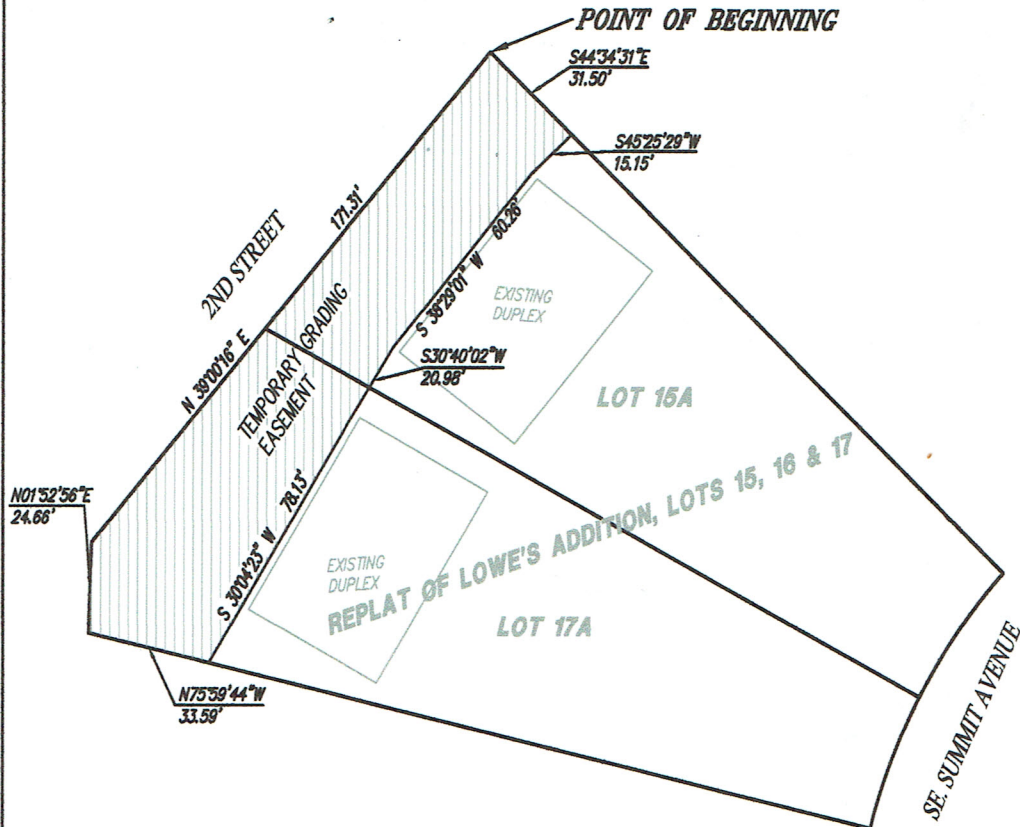 POINT OF BEGINNING
S44°34'31"E
31.50'
S45°25'29"W
15.15'
171.31'
2ND STREET
N 39°00'16" E
S 38°29'01" W 60.26'
EXISTING
DUPLEX
TEMPORARY GRADING
EASEMENT
S30°40'02"W
20.98'
LOT 15A
N01°52'56"E
24.66'
S 30°04'23" W 78.13'
EXISTING
DUPLEX
REPLAT OF LOWE'S ADDITION, LOTS 15, 16 & 17
LOT 17A
N75°59'44"W
33.59'
SE. SUMMIT AVENUE